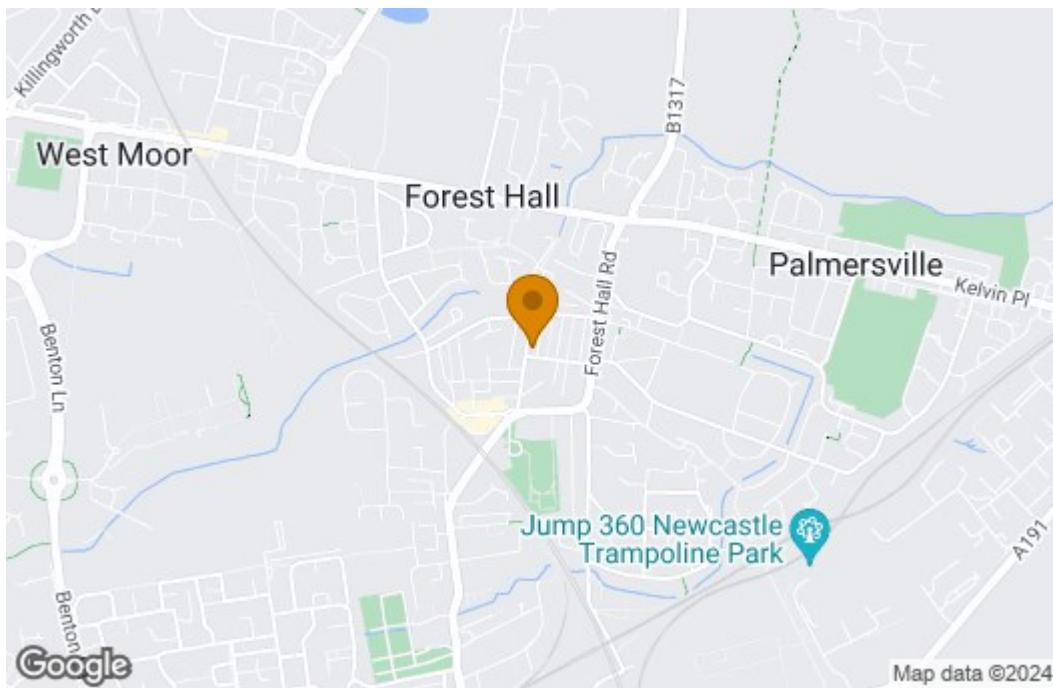 Killingworth
B1317
West Moor
Forest Hall
Palmersville
Kelvin Pl
Forest Hall Rd
Benton Ln
Jump 360 Newcastle
Trampoline Park
A191
Benton
Google
Map data ©2024